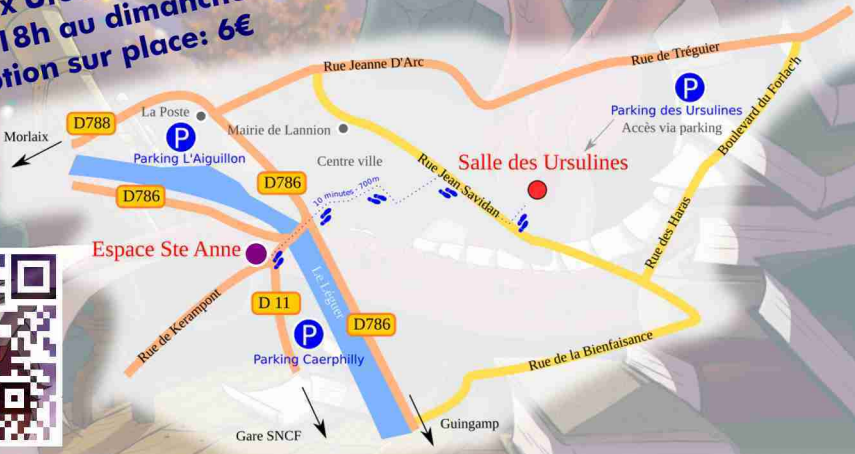 18h au dimanche
tion sur place: 6€
Rue Jeanne D'Arc
Rue de Tréguier
Boulevard du Forlac'h
La Poste
D788
Morlaix
Parking L'Aiguillon
Mairie de Lannion
Parking des Ursulines
Accès via parking
Centre ville
Salle des Ursulines
Rue Jean Savidan
D786
D786
10 minutes - 700m
Espace Ste Anne
Rue des Haras
Le Léguer
D 11
D786
Rue de Kerampont
Parking Caerphilly
Rue de la Bienfaisance
Gare SNCF
Guingamp
P
P
P